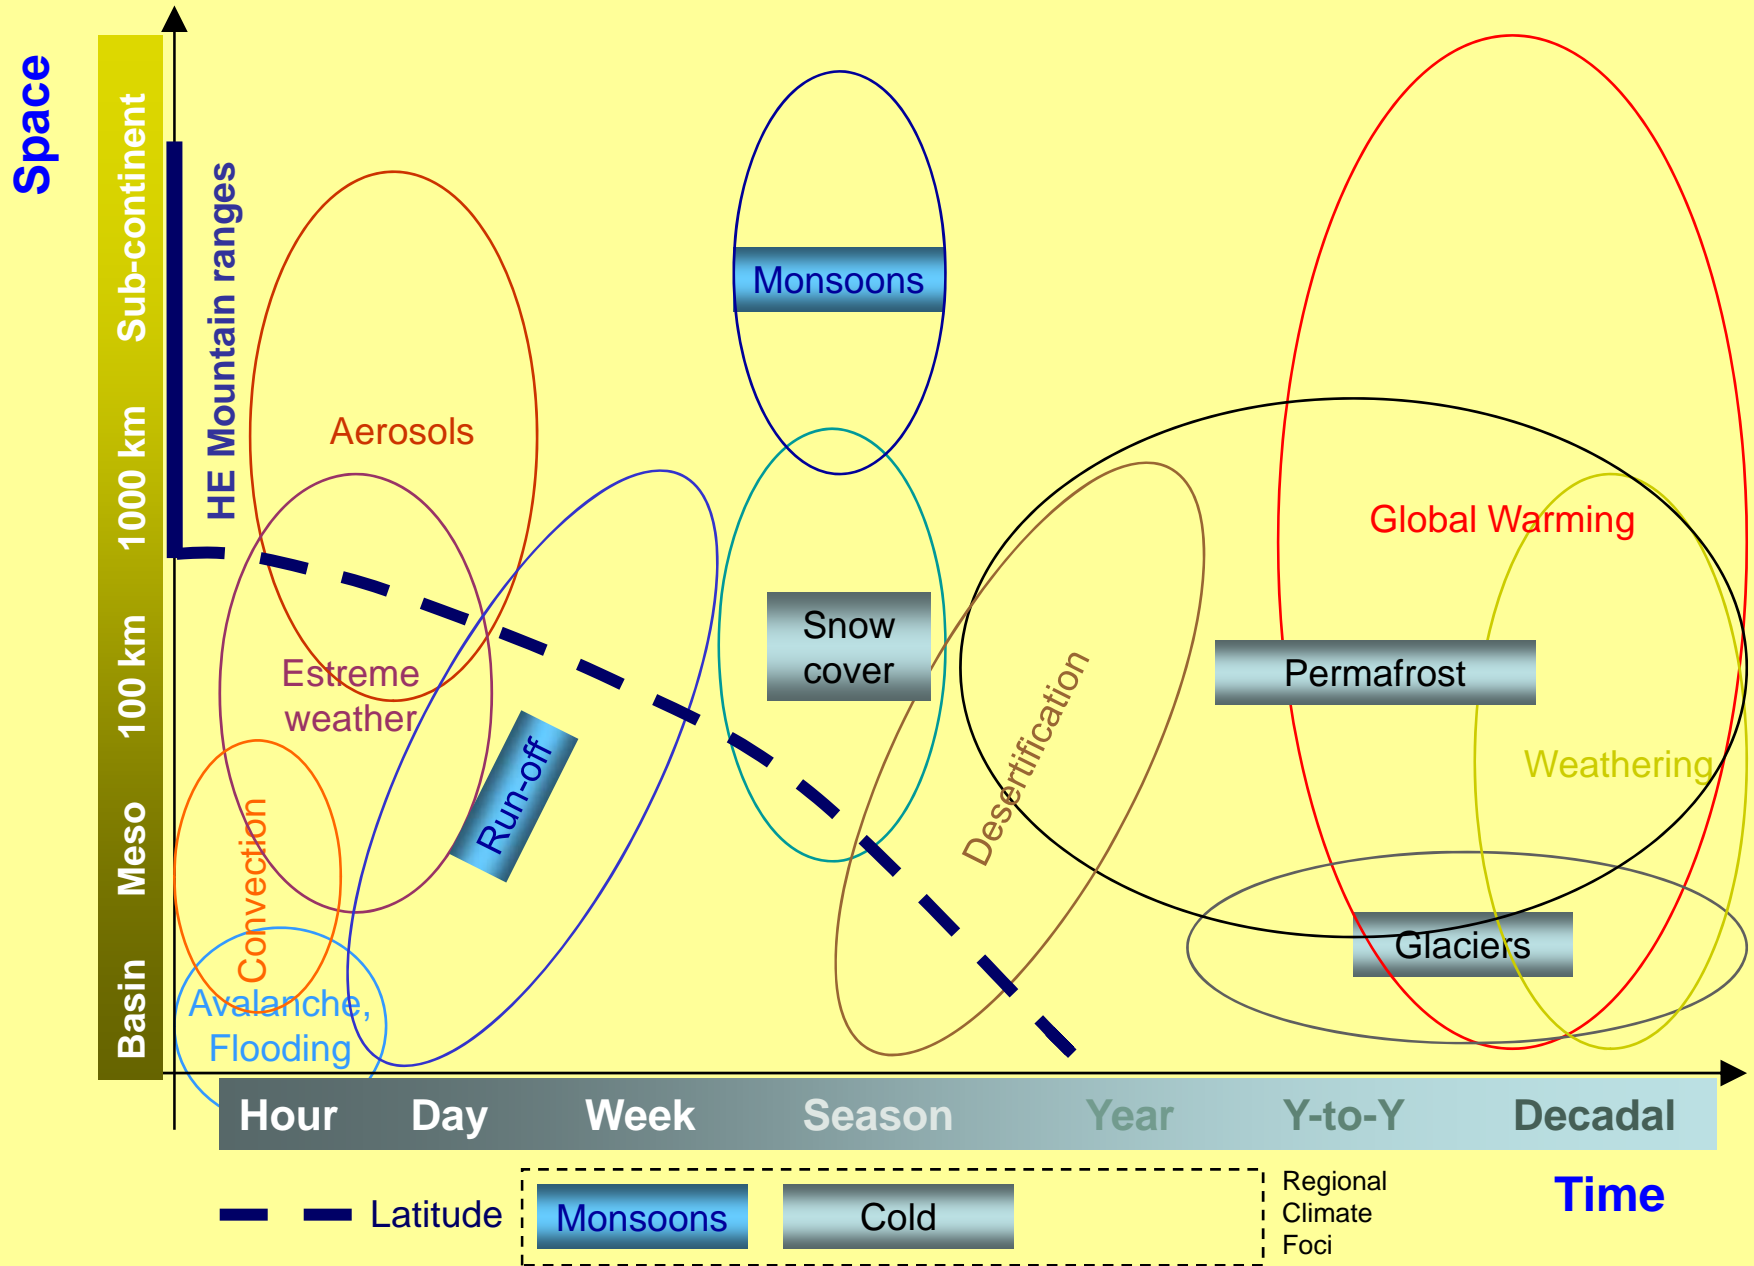 Space
Sub-continent
1000 km
100 km
Meso
Basin
HE Mountain ranges
Monsoons
Aerosols
Global Warming
Snow
cover
Estreme
weather
Permafrost
Run-off
Desertification
Weathering
Convection
Glaciers
Avalanche,
Flooding
Hour Day Week Season Year Y-to-Y Decadal
Latitude
Monsoons
Cold
Regional
Climate
Foci
Time